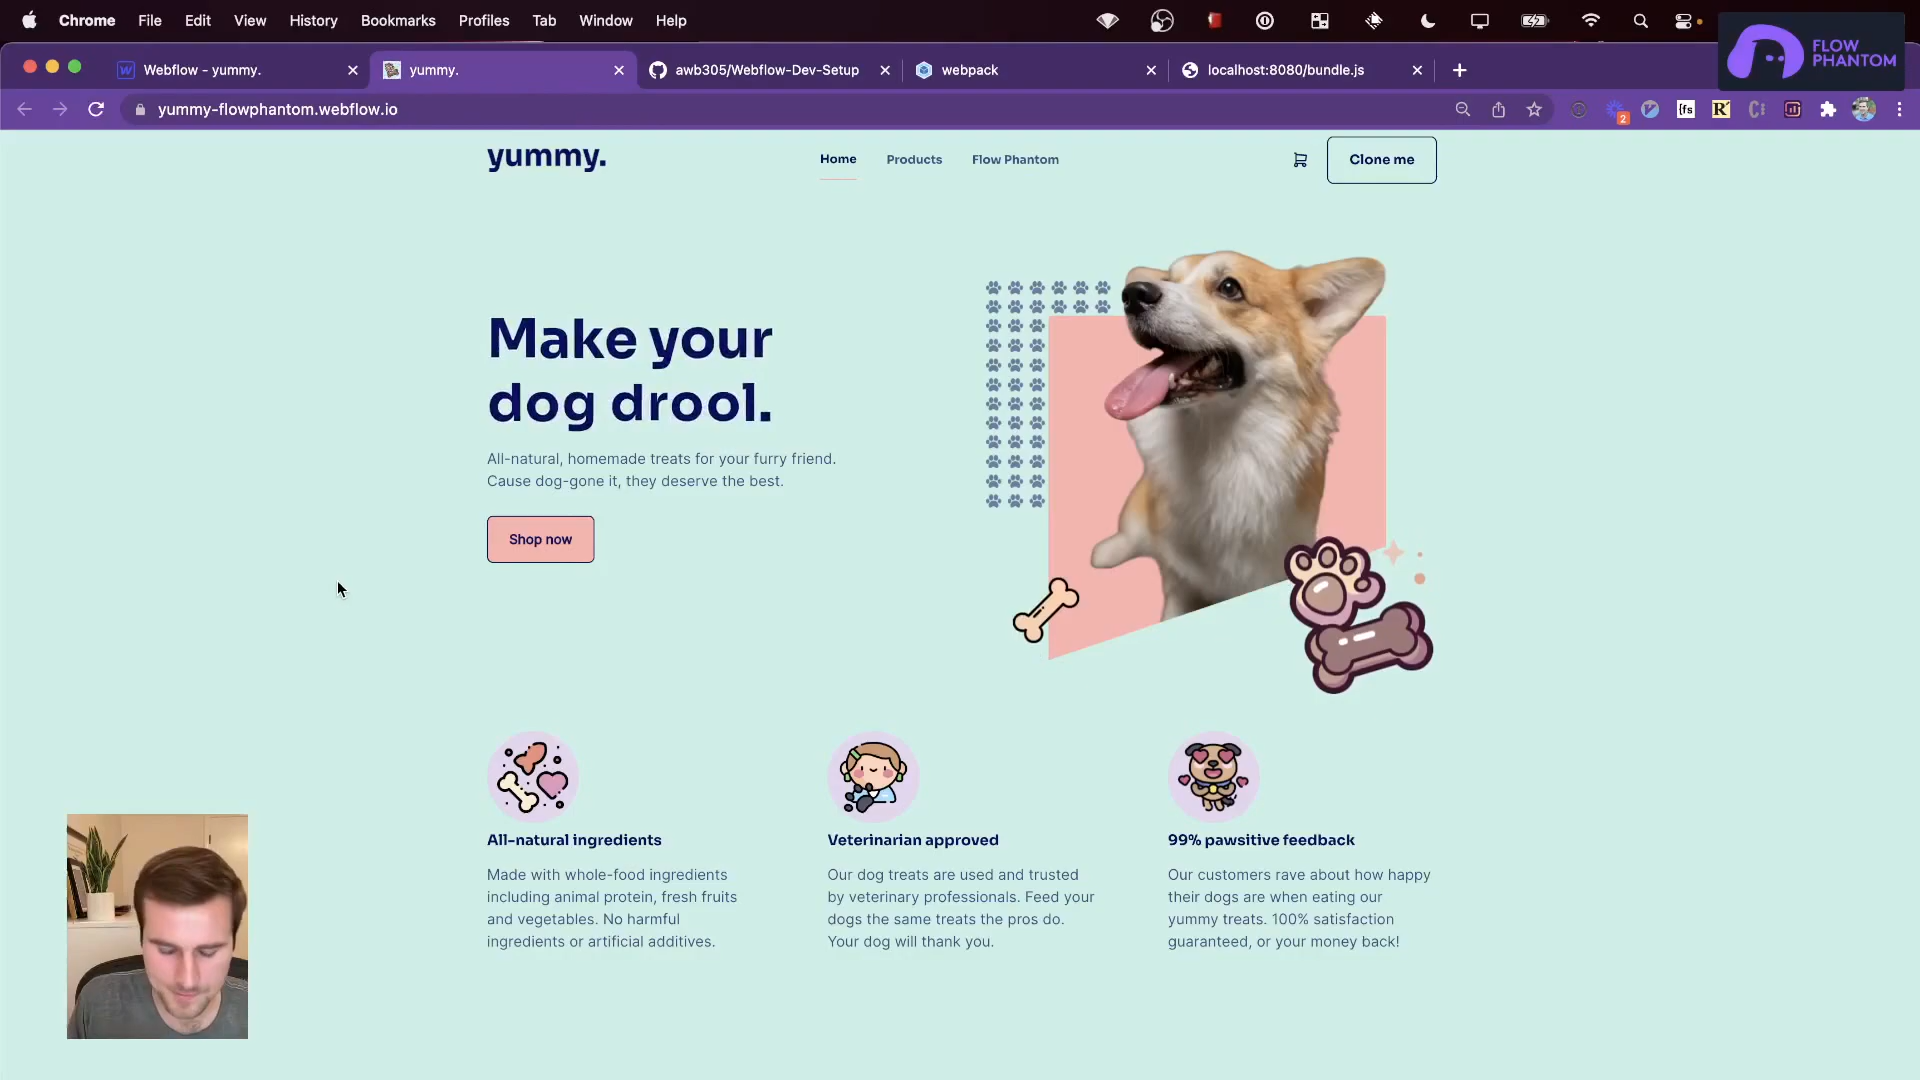 Chrome File Edit View History Bookmarks Profiles Tab Window Help
FLOW
PHANTOM
Webflow - yummy.
yummy.
awb305/Webflow-Dev-Setup
webpack
localhost:8080/bundle.js
yummy-flowphantom.webflow.io
2
yummy.
Home
Products
Flow Phantom
Clone me
Make your
dog drool.
All-natural, homemade treats for your furry friend.
Cause dog-gone it, they deserve the best.
Shop now
All-natural ingredients
Made with whole-food ingredients
including animal protein, fresh fruits
and vegetables. No harmful
ingredients or artificial additives.
Veterinarian approved
Our dog treats are used and trusted
by veterinary professionals. Feed your
dogs the same treats the pros do.
Your dog will thank you.
99% pawsitive feedback
Our customers rave about how happy
their dogs are when eating our
yummy treats. 100% satisfaction
guaranteed, or your money back!